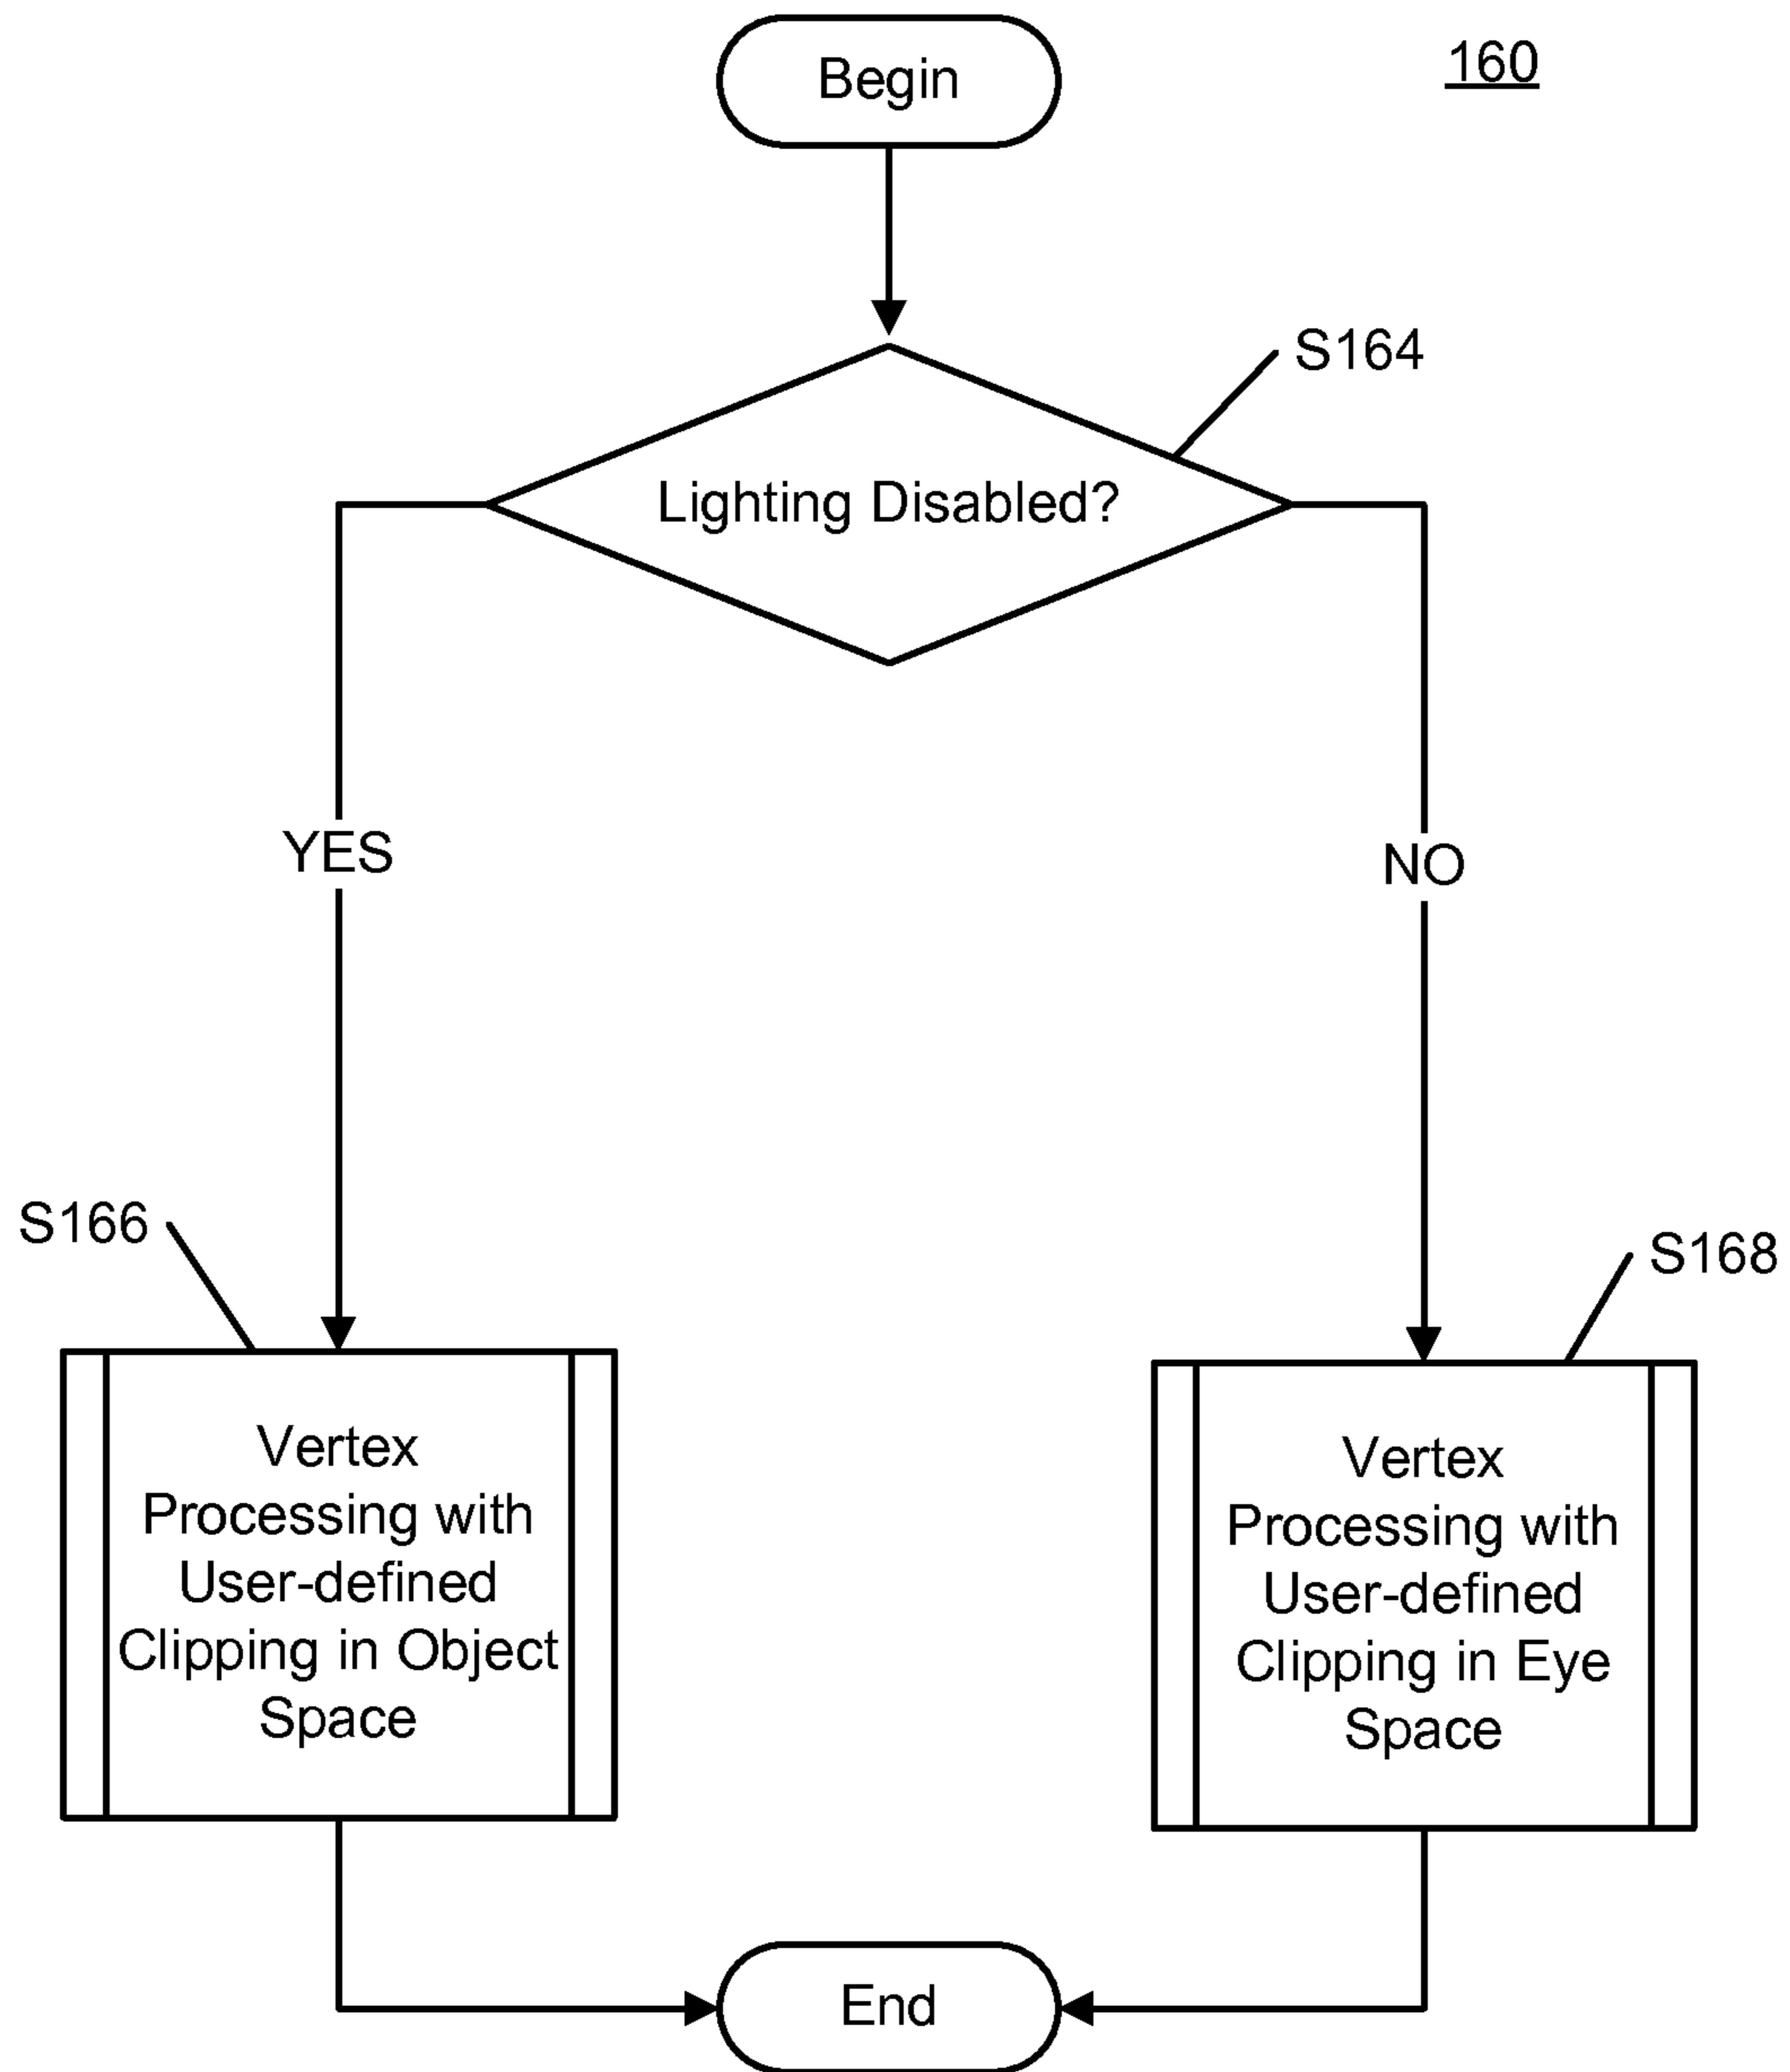 Begin
160
S164
Lighting Disabled?
YES
NO
S166
S168
Vertex
Processing with
User-defined
Clipping in Object
Space
Vertex
Processing with
User-defined
Clipping in Eye
Space
End